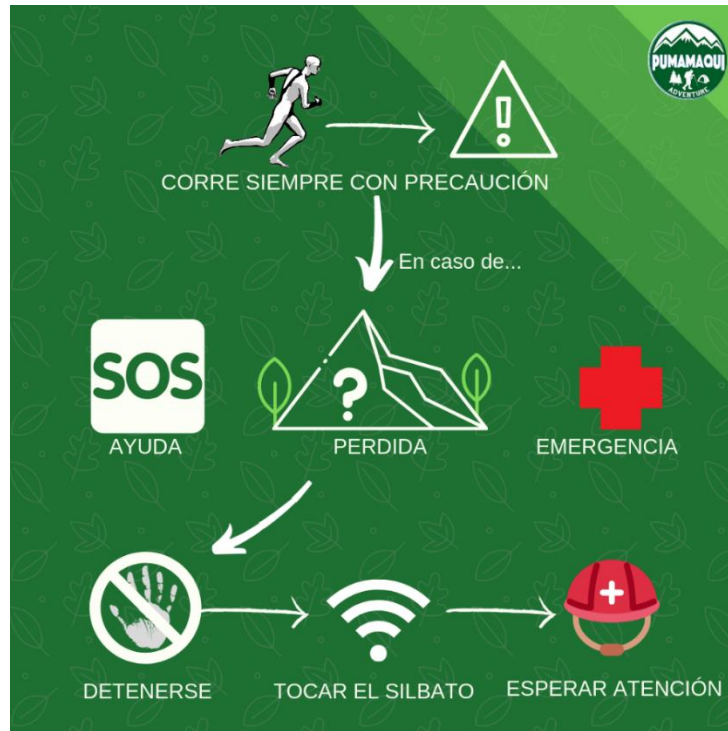 PUMAMAQUI
ADVENTURE
CORRE SIEMPRE CON PRECAUCIÓN
En caso de...
SOS
AYUDA
PERDIDA
EMERGENCIA
DETENERSE
TOCAR EL SILBATO
ESPERAR ATENCIÓN